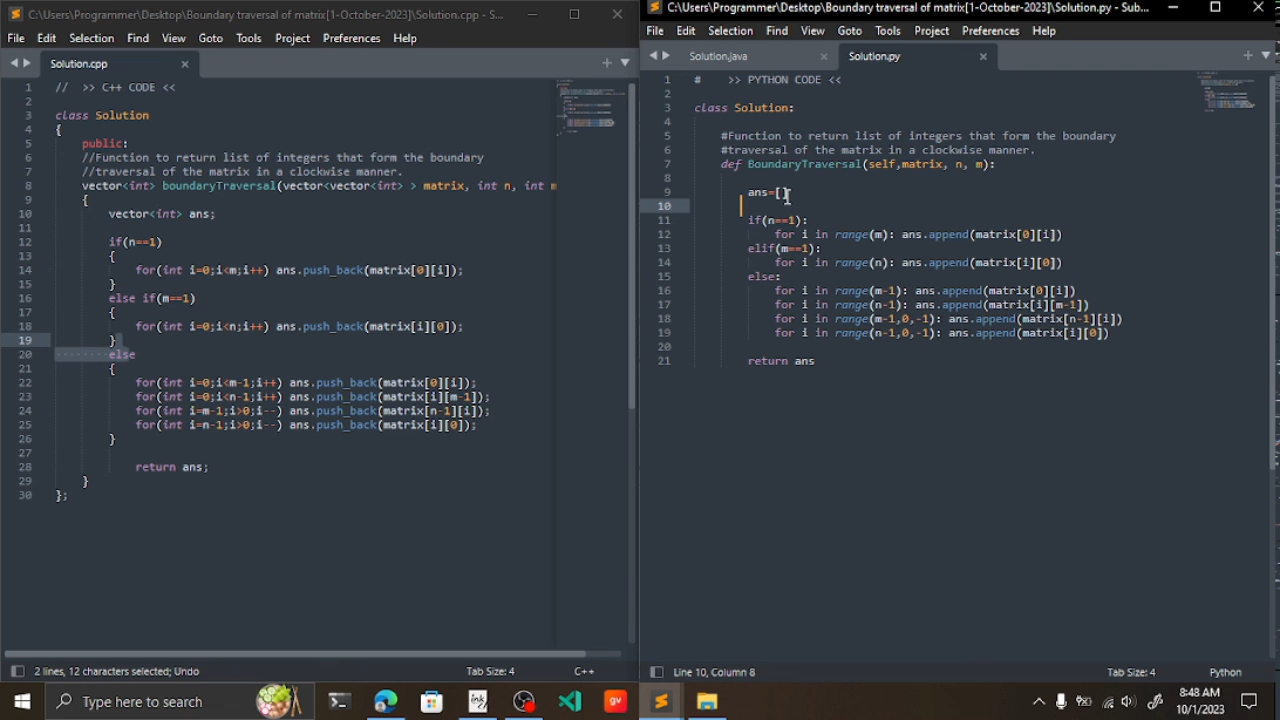 C:\Users\Programmer\Desktop\Boundary traversal of matrix[1-October-2023]\Solution.cpp - S...
File Edit Selection Find View Goto Tools Project Preferences Help
Solution.cpp
1 // >> C++ CODE <<
2
3 class Solution
4 {
5 public:
6 //Function to return list of integers that form the boundary
7 //traversal of the matrix in a clockwise manner.
8 vector<int> boundaryTraversal(vector<vector<int> > matrix, int n, int m
9 {
10 vector<int> ans;
11
12 if(n==1)
13 {
14 for(int i=0;i<m;i++) ans.push_back(matrix[0][i]);
15 }
16 else if(m==1)
17 {
18 for(int i=0;i<n;i++) ans.push_back(matrix[i][0]);
19 }
20 else
21 {
22 for(int i=0;i<m-1;i++) ans.push_back(matrix[0][i]);
23 for(int i=0;i<n-1;i++) ans.push_back(matrix[i][m-1]);
24 for(int i=m-1;i>0;i--) ans.push_back(matrix[n-1][i]);
25 for(int i=n-1;i>0;i--) ans.push_back(matrix[i][0]);
26 }
27
28 return ans;
29 }
30 };
2 lines, 12 characters selected; Undo
Tab Size: 4
C++
C:\Users\Programmer\Desktop\Boundary traversal of matrix[1-October-2023]\Solution.py - Sub...
File Edit Selection Find View Goto Tools Project Preferences Help
Solution.java
Solution.py
1 # >> PYTHON CODE <<
2
3 class Solution:
4
5 #Function to return list of integers that form the boundary
6 #traversal of the matrix in a clockwise manner.
7 def BoundaryTraversal(self,matrix, n, m):
8
9 ans=[]
10
11 if(n==1):
12 for i in range(m): ans.append(matrix[0][i])
13 elif(m==1):
14 for i in range(n): ans.append(matrix[i][0])
15 else:
16 for i in range(m-1): ans.append(matrix[0][i])
17 for i in range(n-1): ans.append(matrix[i][m-1])
18 for i in range(m-1,0,-1): ans.append(matrix[n-1][i])
19 for i in range(n-1,0,-1): ans.append(matrix[i][0])
20
21 return ans
Line 10, Column 8
Tab Size: 4
Python
Type here to search
ink
gv
8:48 AM
10/1/2023